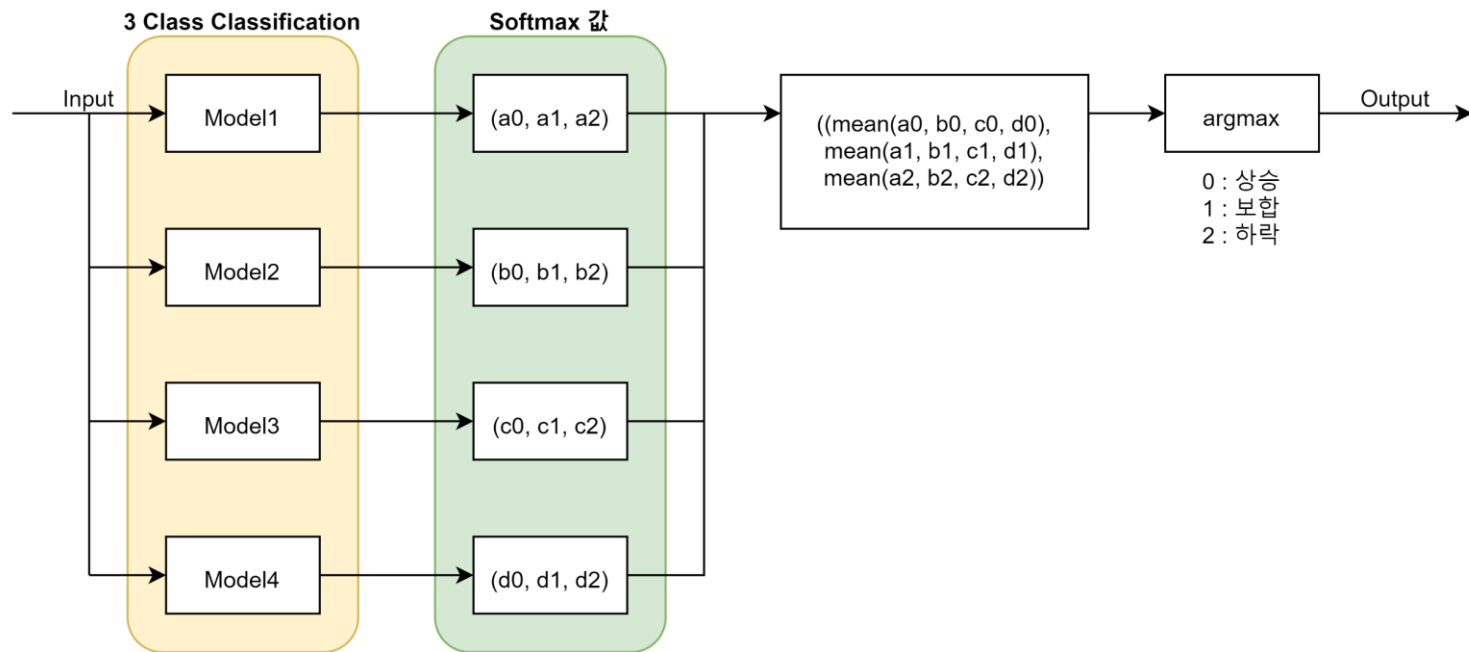 3 Class Classification
Softmax 값
Input
Model1
(a0, a1, a2)
((mean(a0, b0, c0, d0),
mean(a1, b1, c1, d1),
mean(a2, b2, c2, d2))
argmax
Output
0 : 상승
1 : 보합
2 : 하락
Model2
(b0, b1, b2)
Model3
(c0, c1, c2)
Model4
(d0, d1, d2)